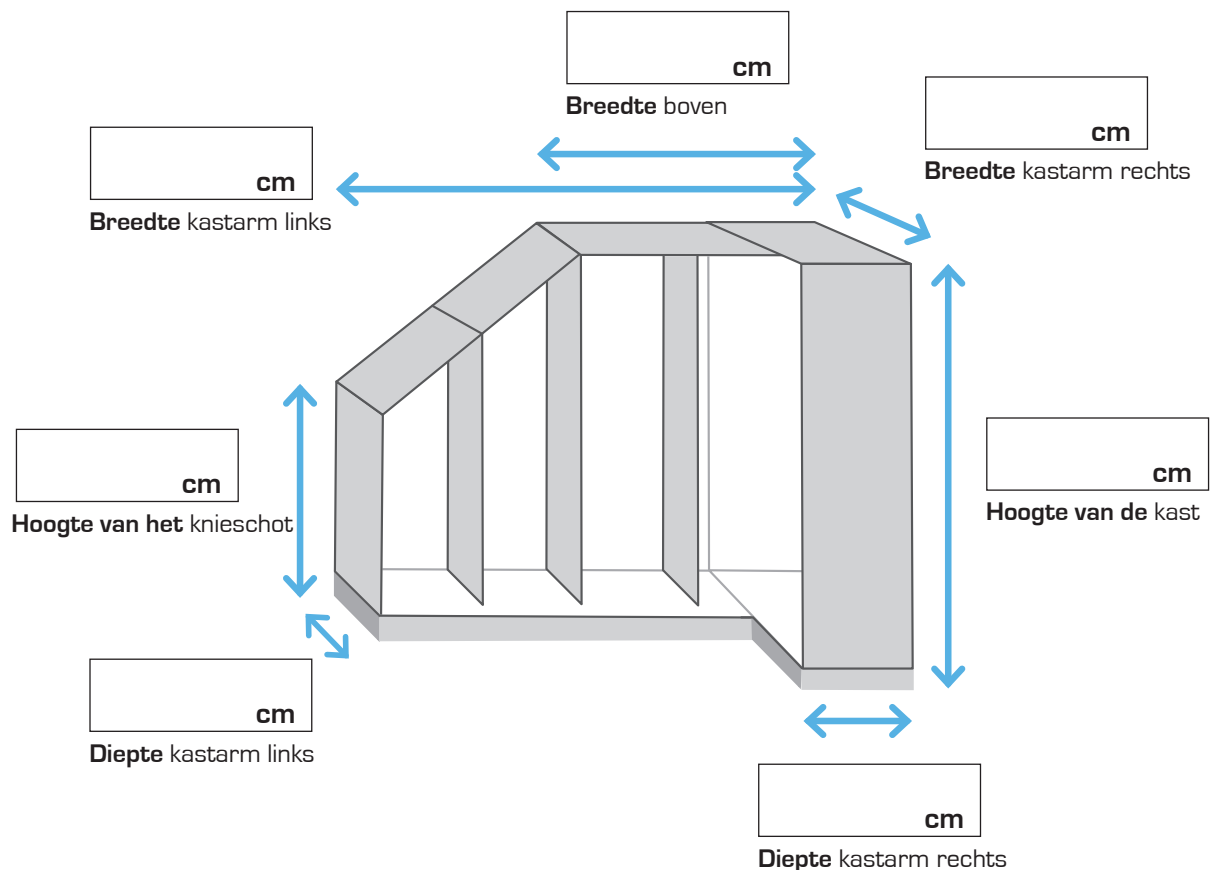 cm
Breedte boven
cm
Breedte kastarm rechts
cm
Breedte kastarm links
cm
Hoogte van het knieschot
cm
Hoogte van de kast
cm
Diepte kastarm links
cm
Diepte kastarm rechts